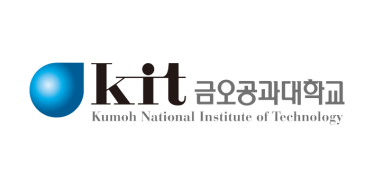 kit 금오공과대학교
Kumoh National Institute of Technology